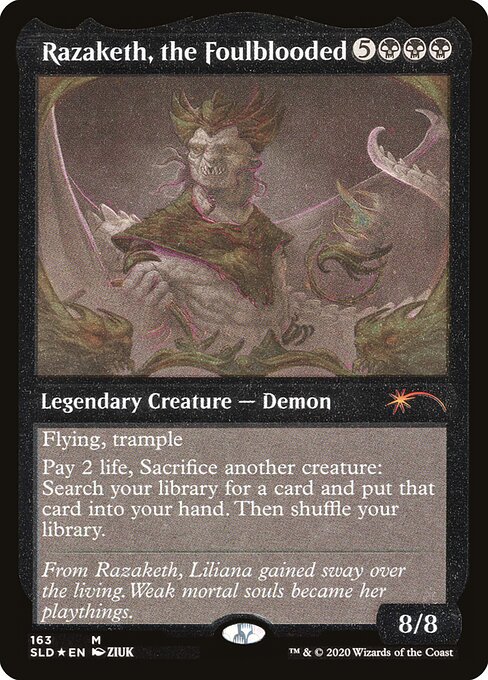 Razaketh, the Foulblooded 5
Legendary Creature — Demon
Flying, trample
Pay 2 life, Sacrifice another creature:
Search your library for a card and put that
card into your hand. Then shuffle your
library.
From Razaketh, Liliana gained sway over
the living. Weak mortal souls became her
playthings.
8/8
163 M
SLD ★ EN ZIUK
™ & © 2020 Wizards of the Coast